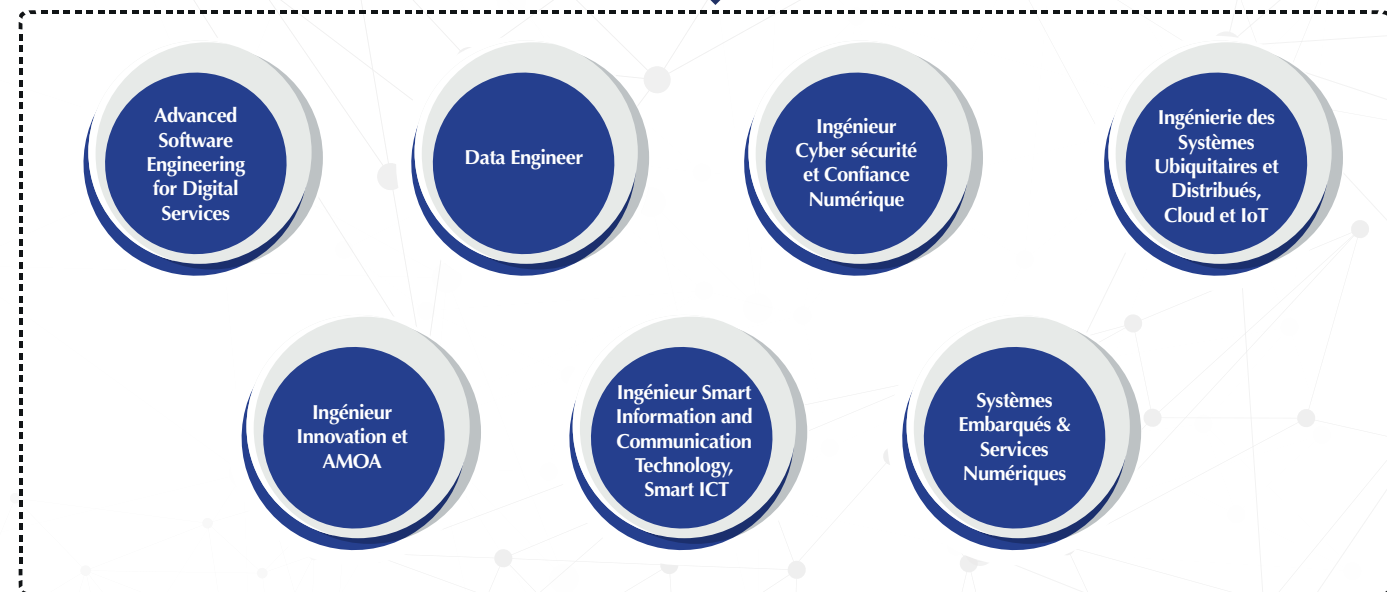 Advanced
Software
Engineering
for Digital
Services
Data Engineer
Ingénieur
Cyber sécurité
et Confiance
Numérique
Ingénierie des
Systèmes
Ubiquitaires et
Distribués,
Cloud et IoT
Ingénieur
Innovation et
AMOA
Ingénieur Smart
Information and
Communication
Technology,
Smart ICT
Systèmes
Embarqués &
Services
Numériques